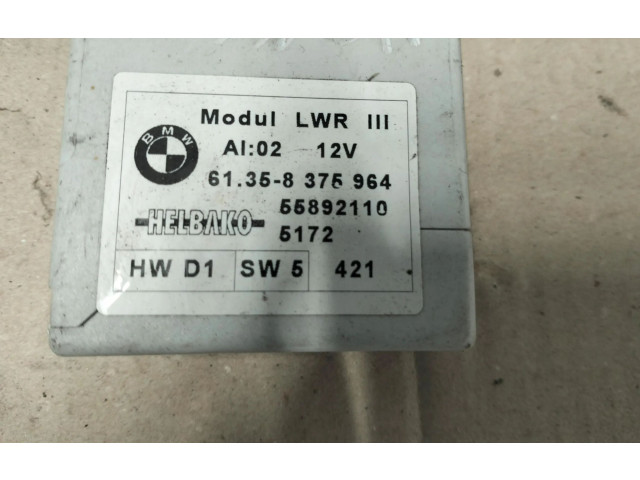 BMW
Modul LWR III
AI:02 12V
61.35-8 375 964
HELBAKO 55892110
5172
HW D1 SW 5 421